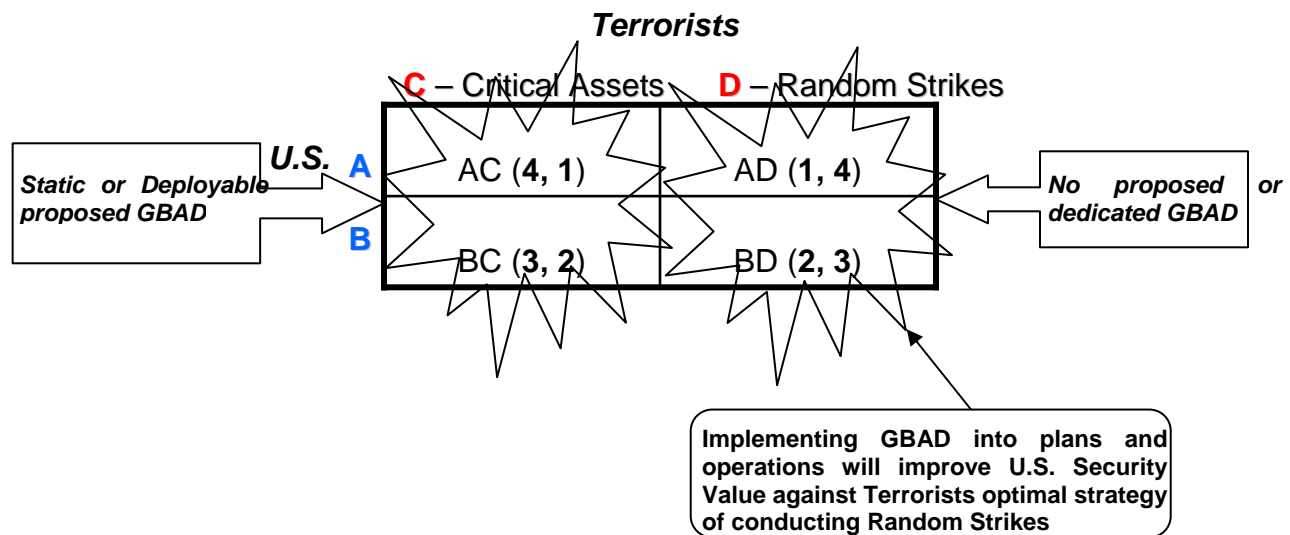 Terrorists
C – Critical Assets D – Random Strikes
U.S. A
B
Static or Deployable
proposed GBAD
AC (4, 1) AD (1, 4)
BC (3, 2) BD (2, 3)
No proposed or
dedicated GBAD
Implementing GBAD into plans and
operations will improve U.S. Security
Value against Terrorists optimal strategy
of conducting Random Strikes